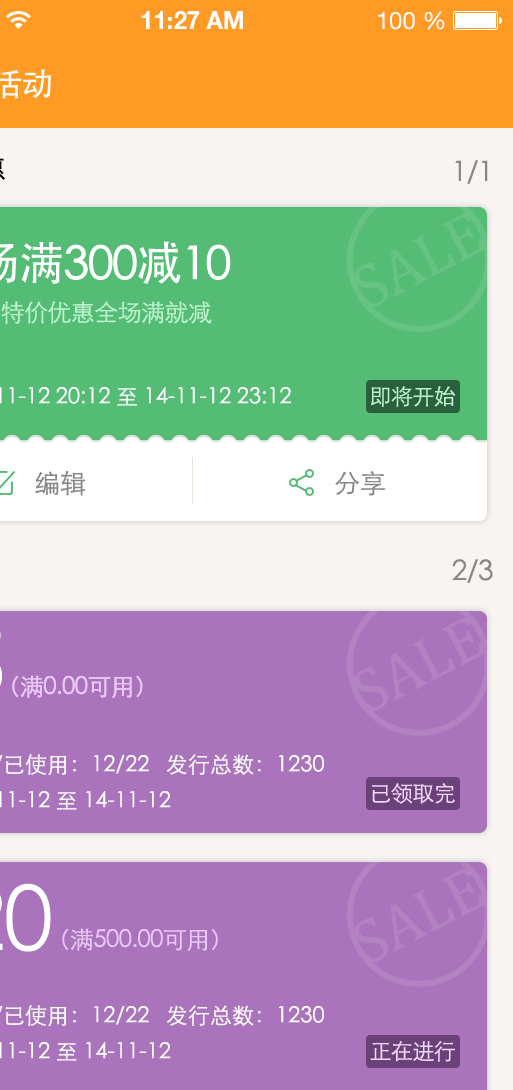 11:27 AM 100 %
活动
惠 1/1
SALE
场满300减10
特价优惠全场满就减
11-12 20:12 至 14-11-12 23:12 即将开始
编辑 分享
2/3
SALE
(满0.00可用)
/已使用：12/22 发行总数：1230
11-12 至 14-11-12 已领取完
SALE
20 (满500.00可用)
/已使用：12/22 发行总数：1230
11-12 至 14-11-12 正在进行